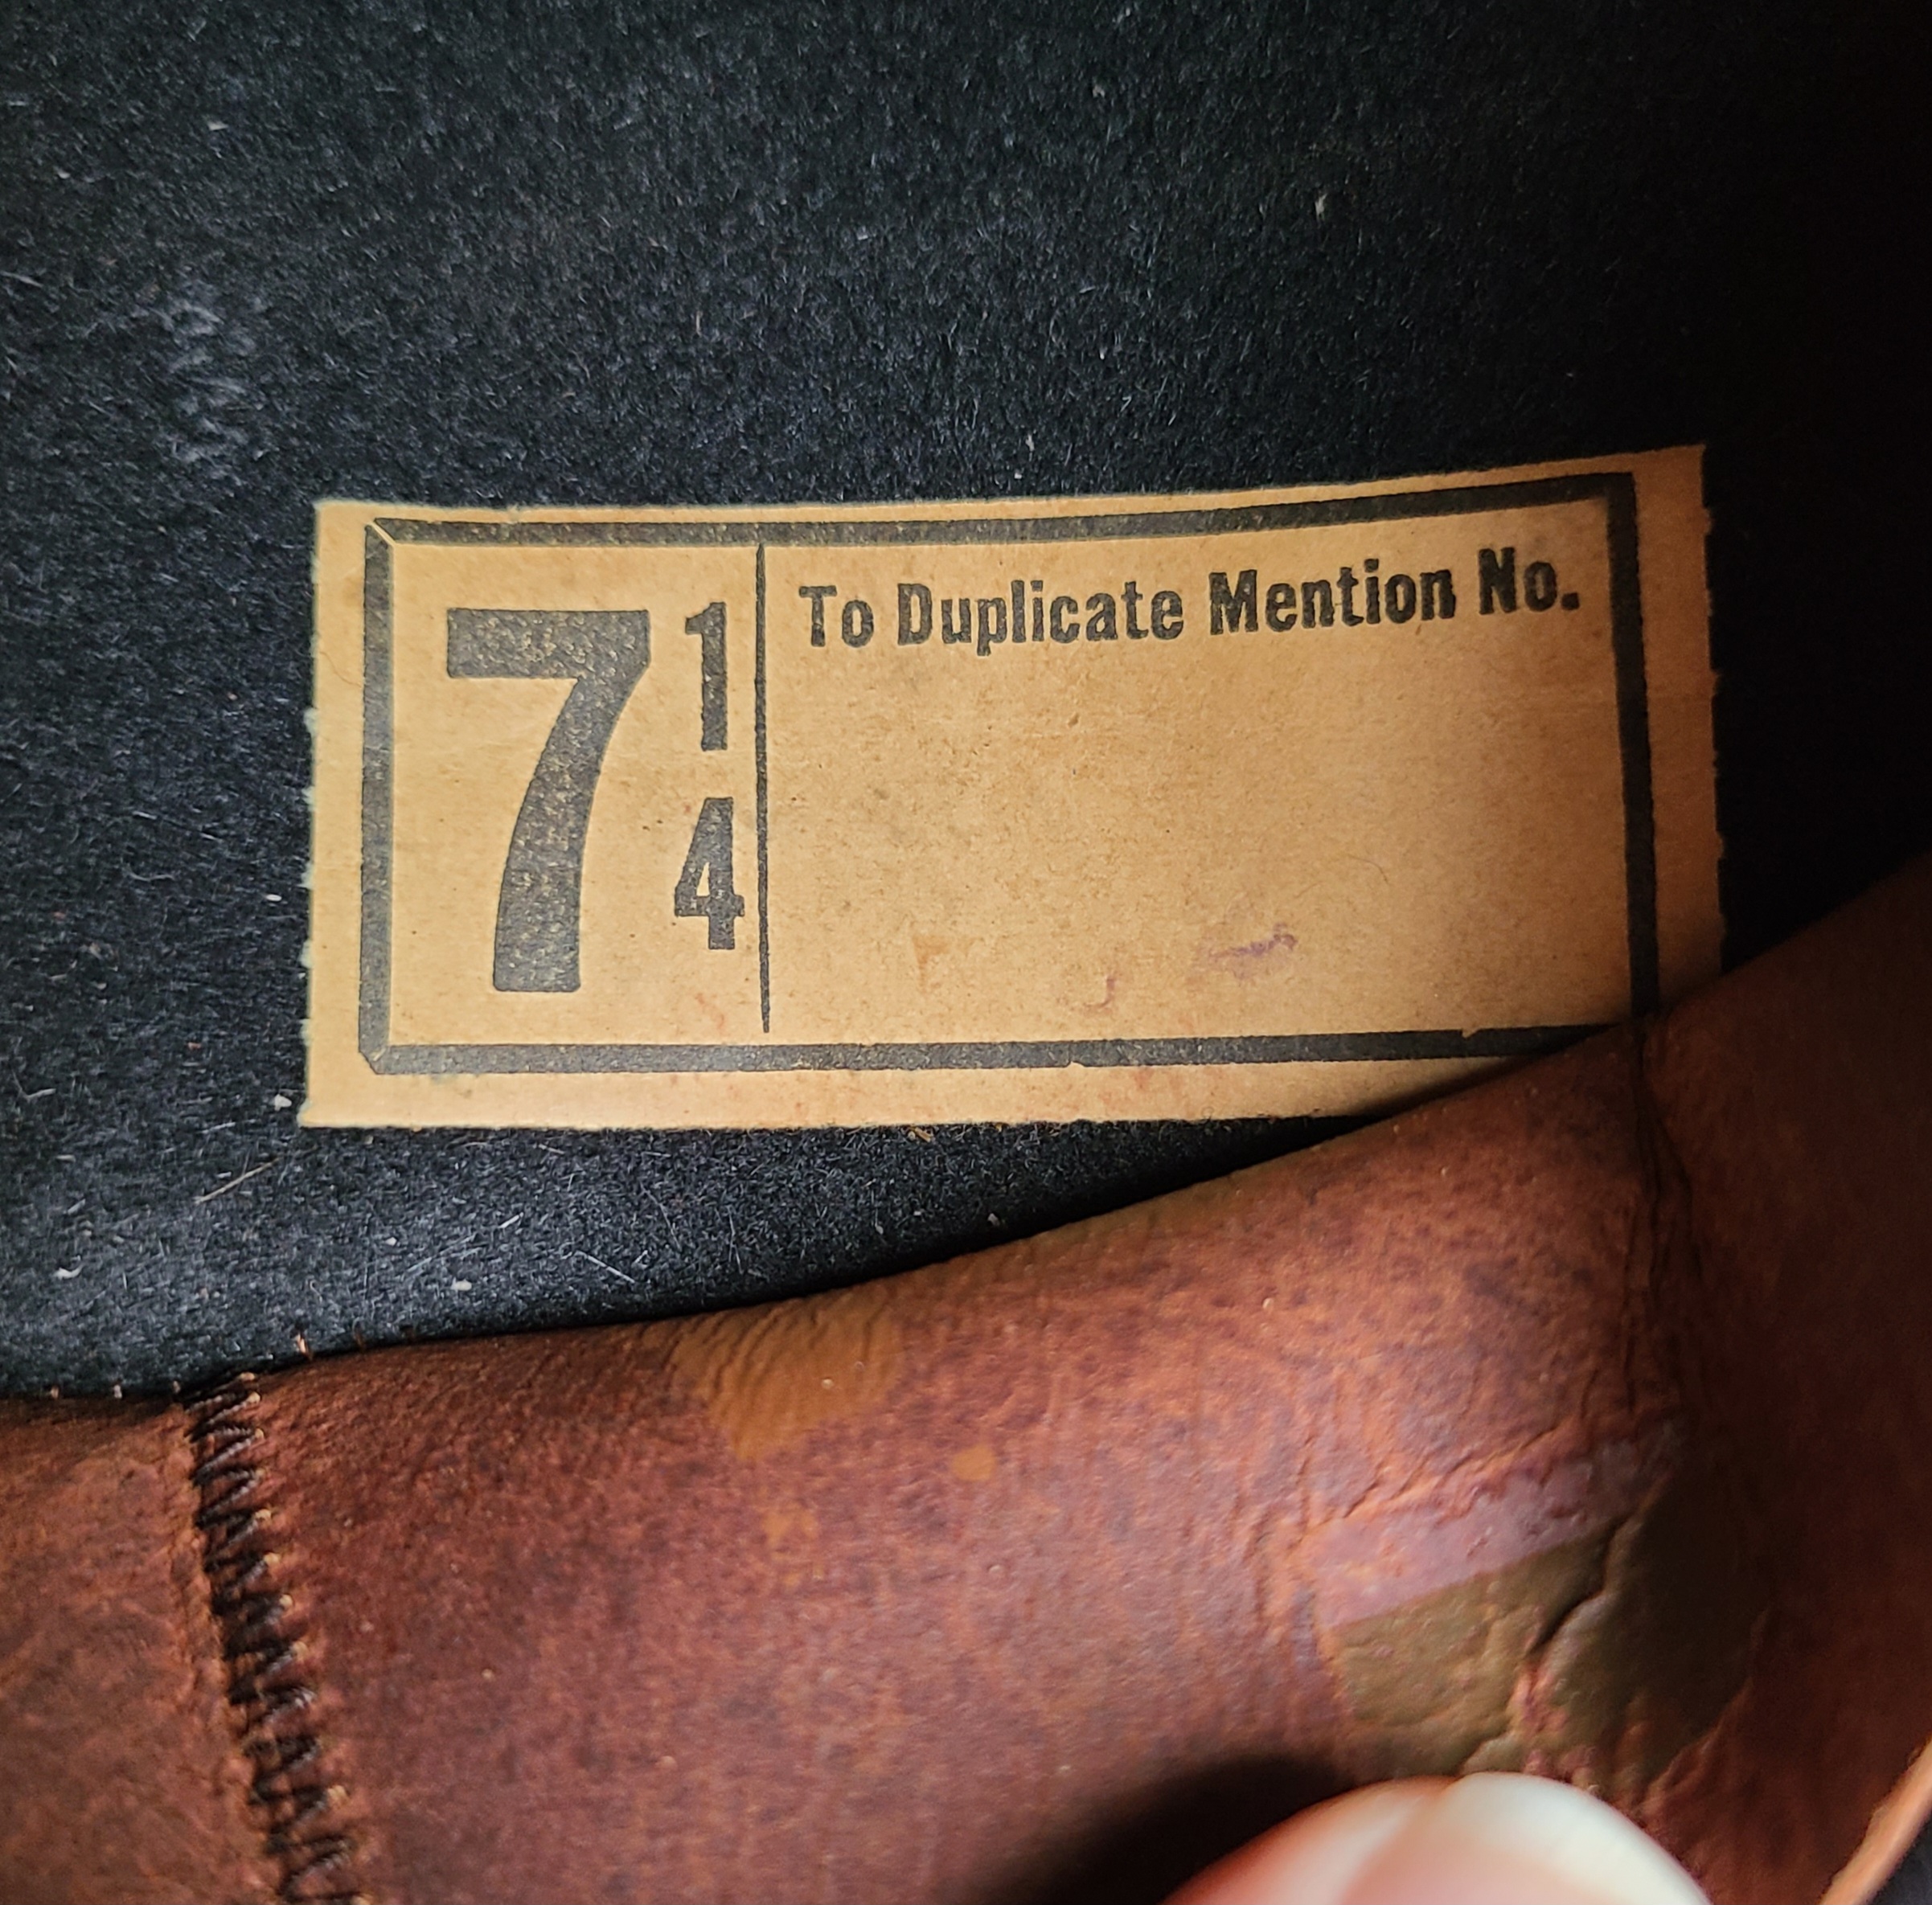 7 1/4
To Duplicate Mention No.